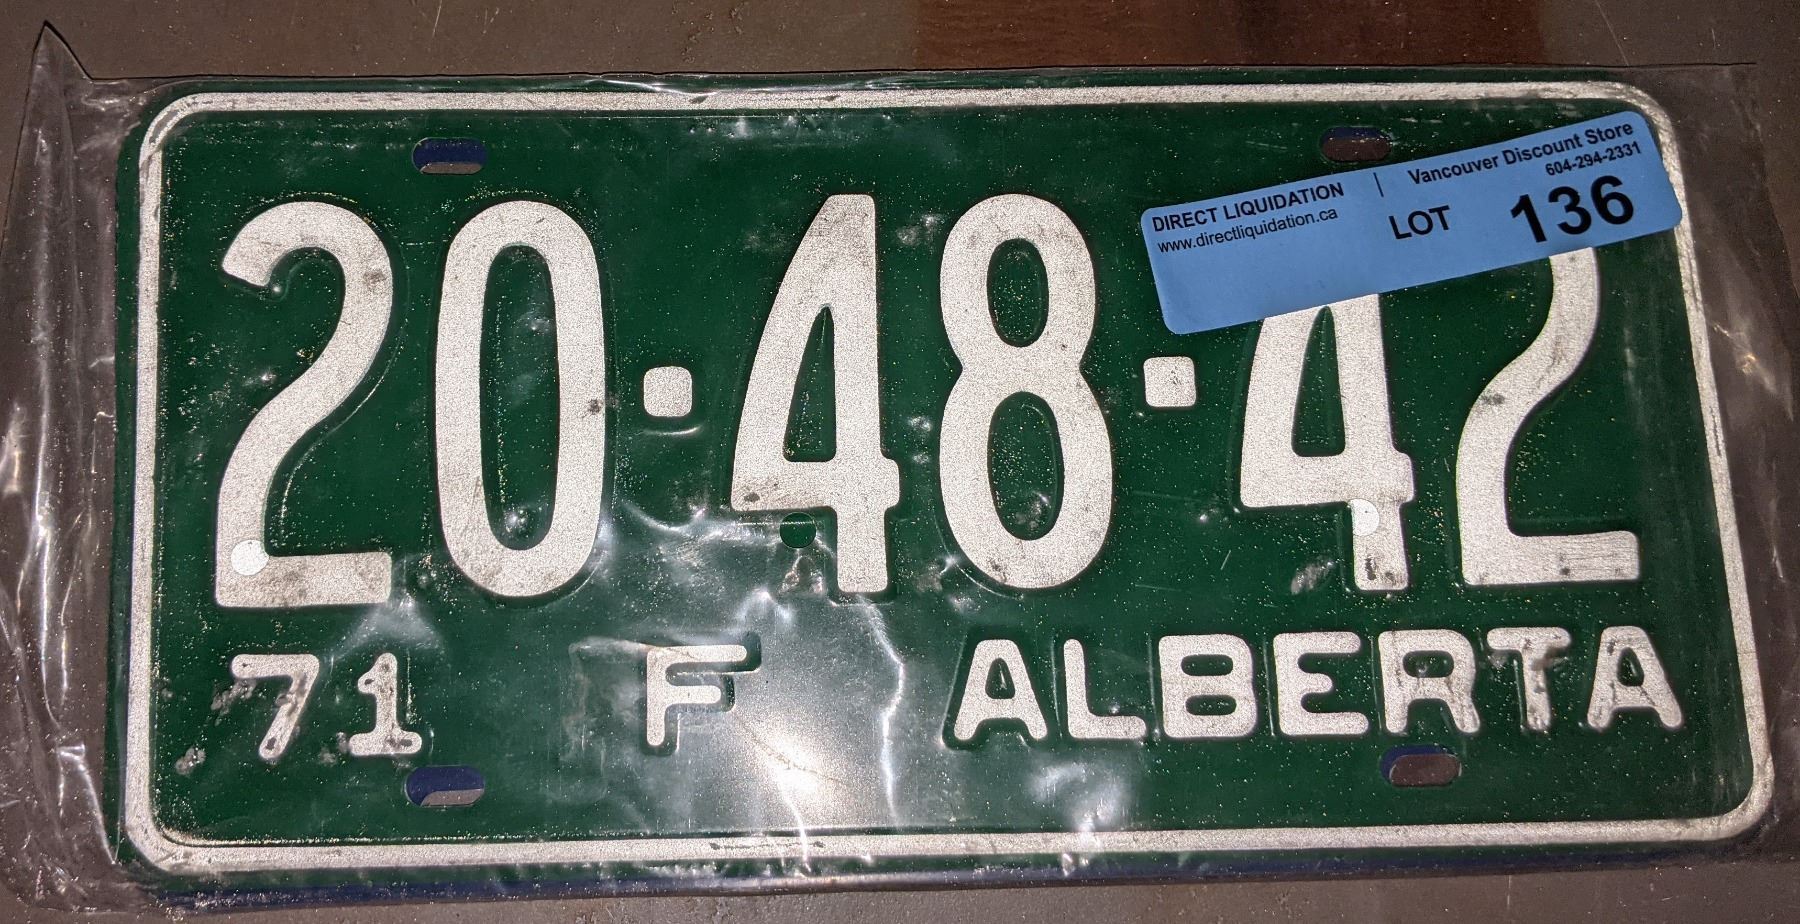 DIRECT LIQUIDATION | Vancouver Discount Store
www.directliquidation.ca 604-294-2331
LOT 136
20·48·42
71 F ALBERTA